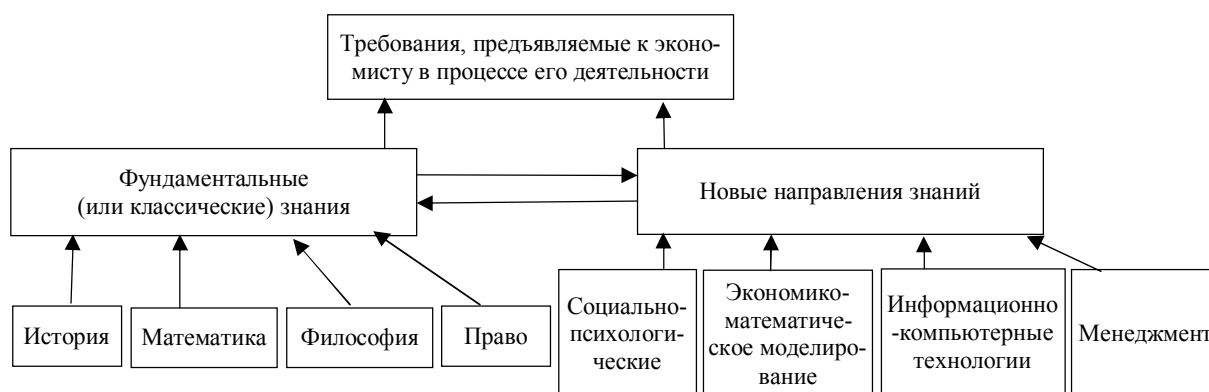 Требования, предъявляемые к эконо-
мисту в процессе его деятельности
Фундаментальные
(или классические) знания
Новые направления знаний
История
Математика
Философия
Право
Социально-
психологи-
ческие
Экономико-
математиче-
ское моделиро-
вание
Информационно
-компьютерные
технологии
Менеджмент